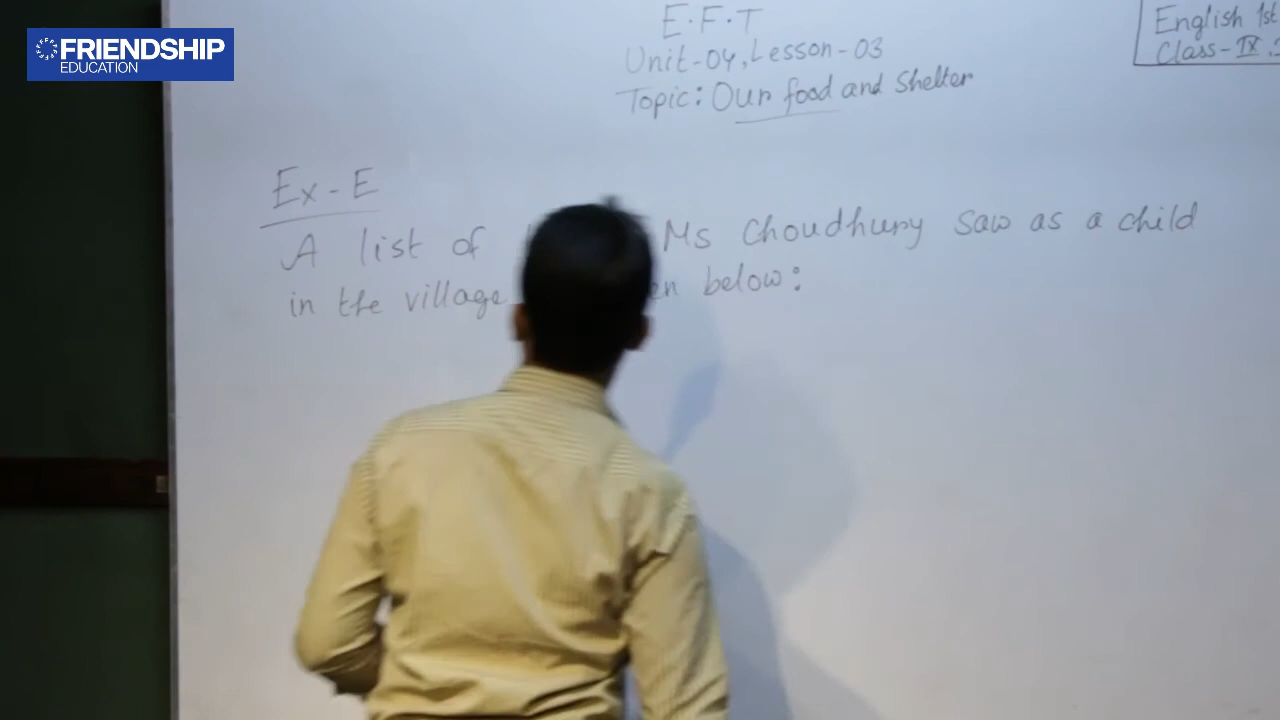 FRIENDSHIP
EDUCATION
E.F.T
Unit-04, Lesson-03
Topic: Our food and Shelter
English 1st
Class-IX
Ex-E
A list of Ms Choudhury saw as a child
in the village below: